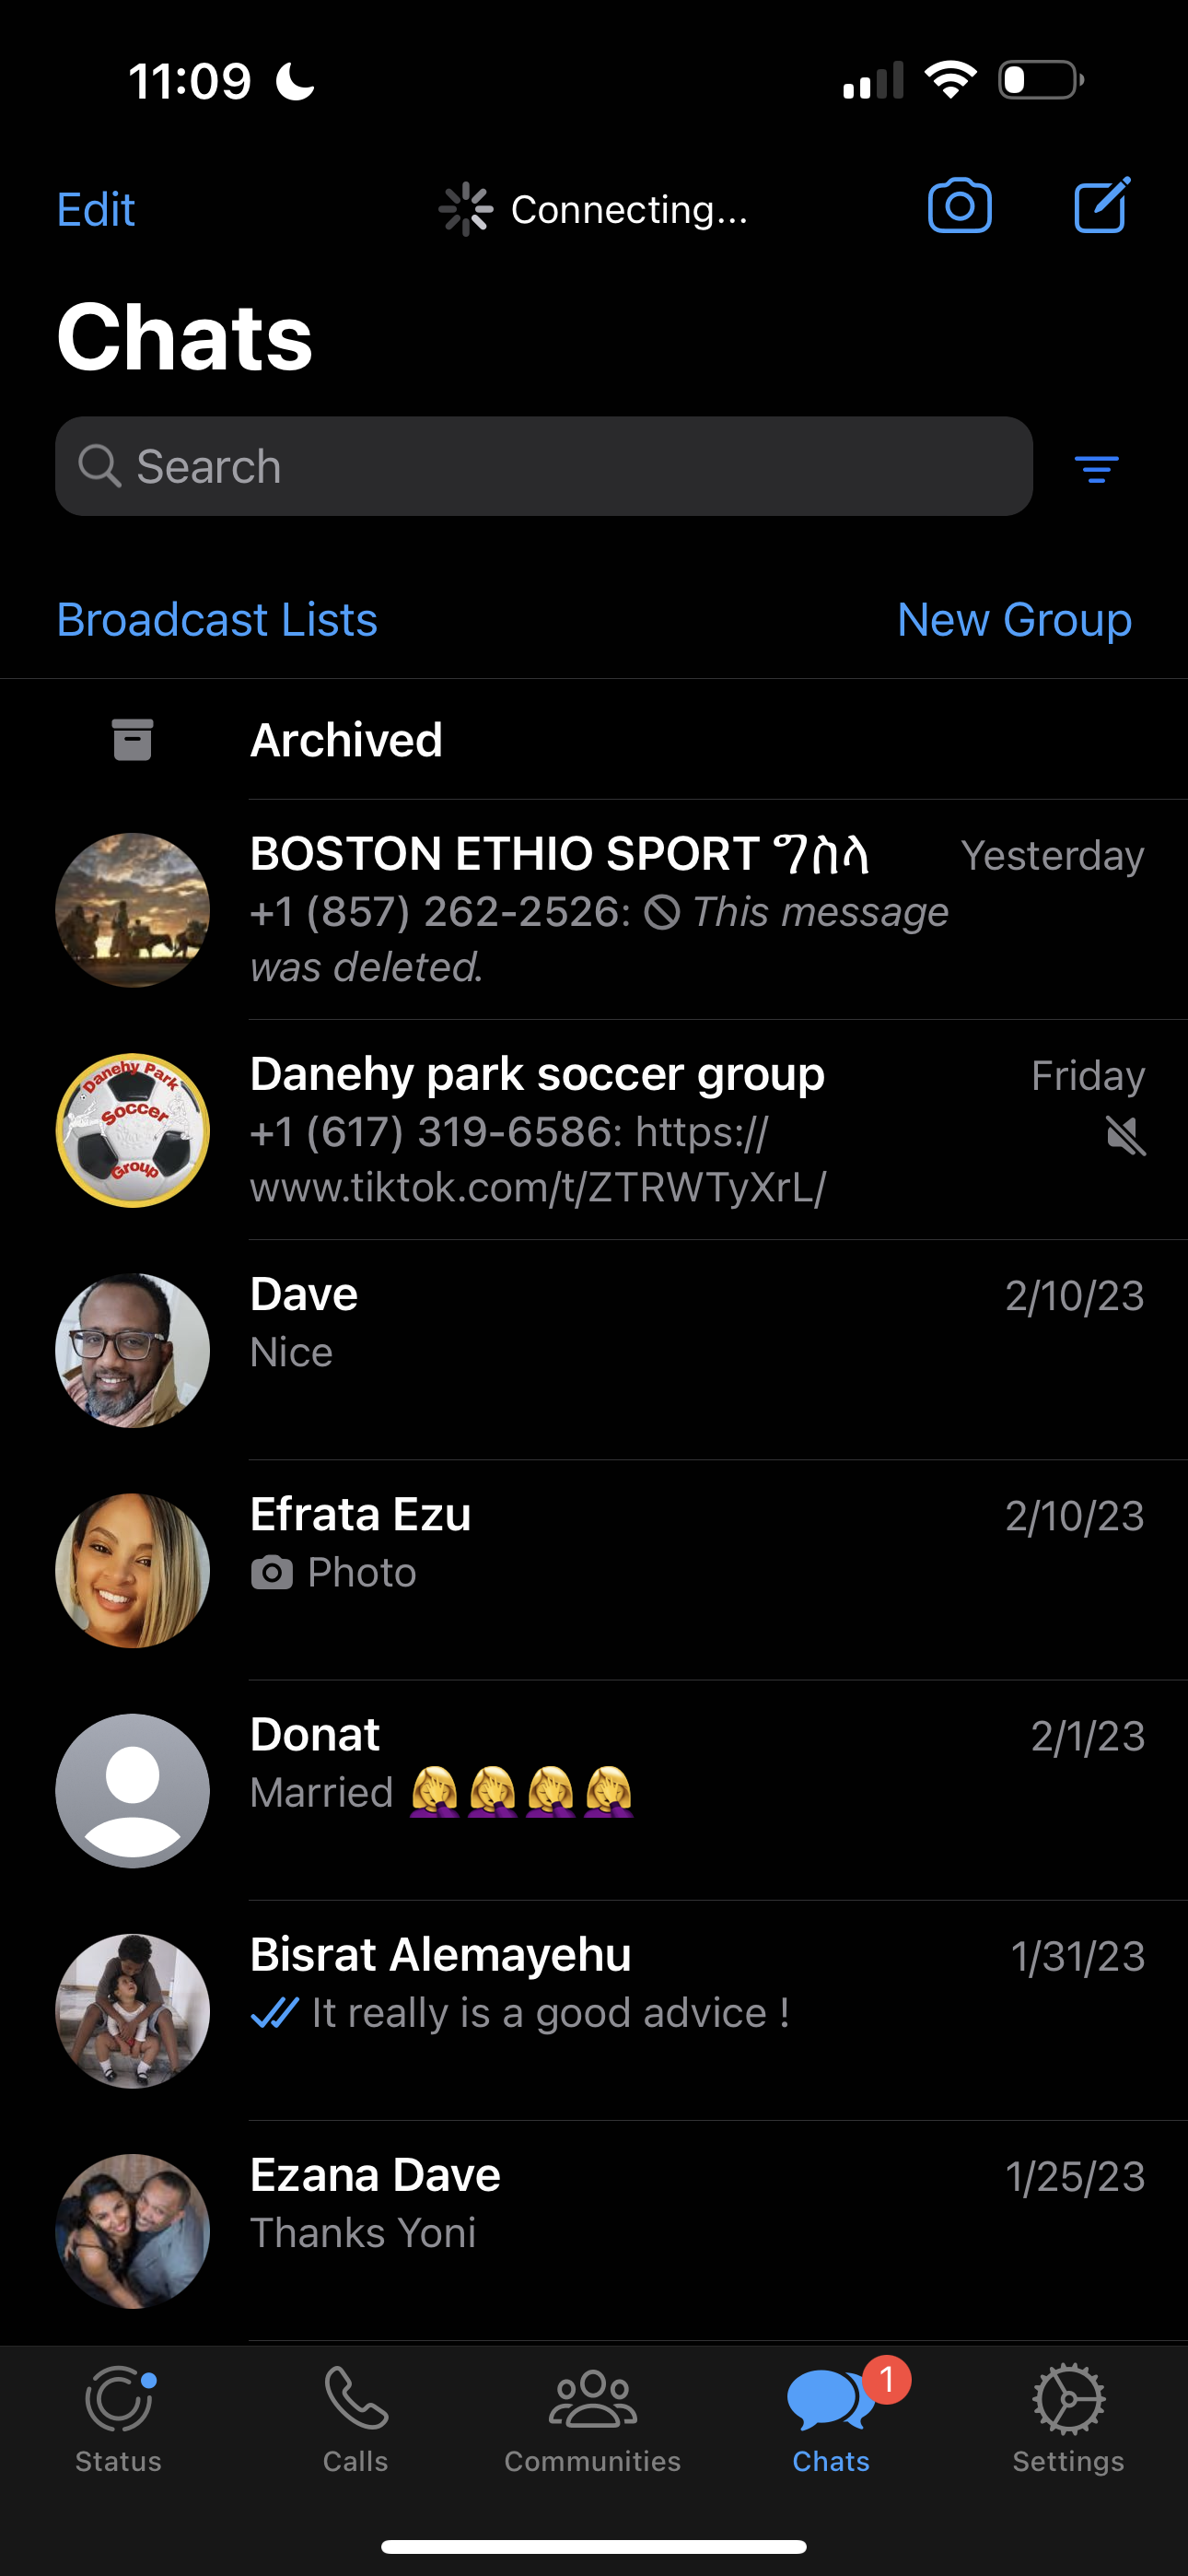 11:09
Edit
Connecting...
Chats
Search
Broadcast Lists
New Group
Archived
BOSTON ETHIO SPORT ግስላ
Yesterday
+1 (857) 262-2526: This message
was deleted.
Danehy Park
Soccer
Group
Danehy park soccer group
Friday
+1 (617) 319-6586: https://
www.tiktok.com/t/ZTRWTyXrL/
Dave
2/10/23
Nice
Efrata Ezu
2/10/23
Photo
Donat
2/1/23
Married 🤦‍♀️🤦‍♀️🤦‍♀️🤦‍♀️
Bisrat Alemayehu
1/31/23
It really is a good advice !
Ezana Dave
1/25/23
Thanks Yoni
1
Status
Calls
Communities
Chats
Settings